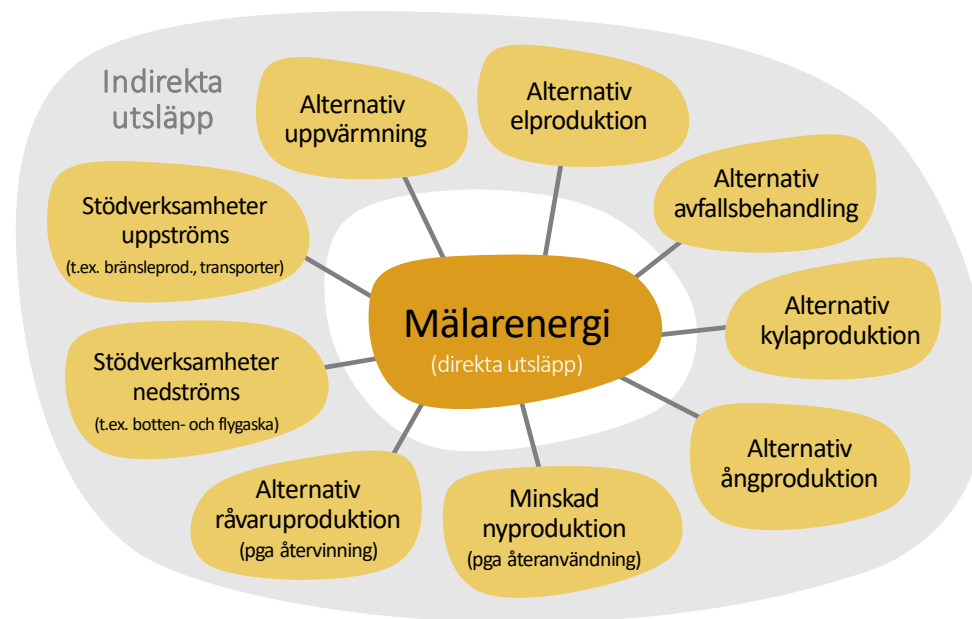 Indirekta
utsläpp
Alternativ
uppvärmning
Alternativ
elproduktion
Alternativ
avfallsbehandling
Stödverksamheter
uppströms
(t.ex. bränsleprod., transporter)
Alternativ
kylaproduktion
Mälarenergi
(direkta utsläpp)
Stödverksamheter
nedströms
(t.ex. botten- och flygaska)
Alternativ
ångproduktion
Alternativ
råvaruproduktion
(pga återvinning)
Minskad
nyproduktion
(pga återanvändning)